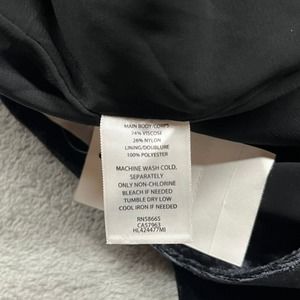 MAIN BODY/CORPS
74% VISCOSE
26% NYLON
LINING/DOUBLURE
100% POLYESTER
MACHINE WASH COLD.
SEPARATELY
ONLY NON-CHLORINE
BLEACH IF NEEDED
TUMBLE DRY LOW
COOL IRON IF NEEDED
RN58665
CA57963
HL424477MI